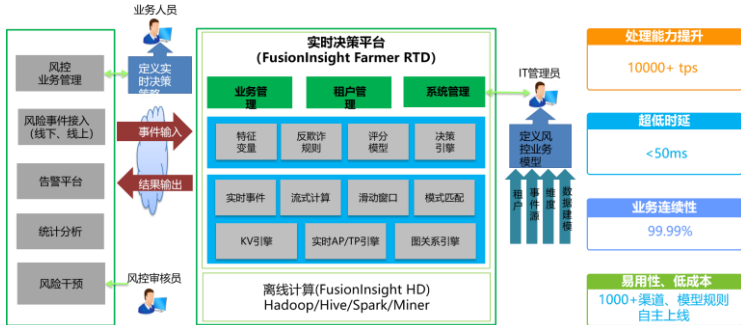 业务人员
风控
业务管理
风险事件接入
(线下、线上)
告警平台
统计分析
风险干预
定义实
时决策
策略
事件输入
结果输出
风控审核员
实时决策平台
(FusionInsight Farmer RTD)
业务管
理
租户管
理
系统管理
特征
变量
反欺诈
规则
评分
模型
决策
引擎
实时事件
流式计算
滑动窗口
模式匹配
KV引擎
实时AP/TP引擎
图关系引擎
离线计算(FusionInsight HD)
Hadoop/Hive/Spark/Miner
IT管理员
定义风
控业务
模型
租户
事件源
维度
数据建模
处理能力提升
10000+ tps
超低时延
<50ms
业务连续性
99.99%
易用性、低成本
1000+渠道、模型规则
自主上线